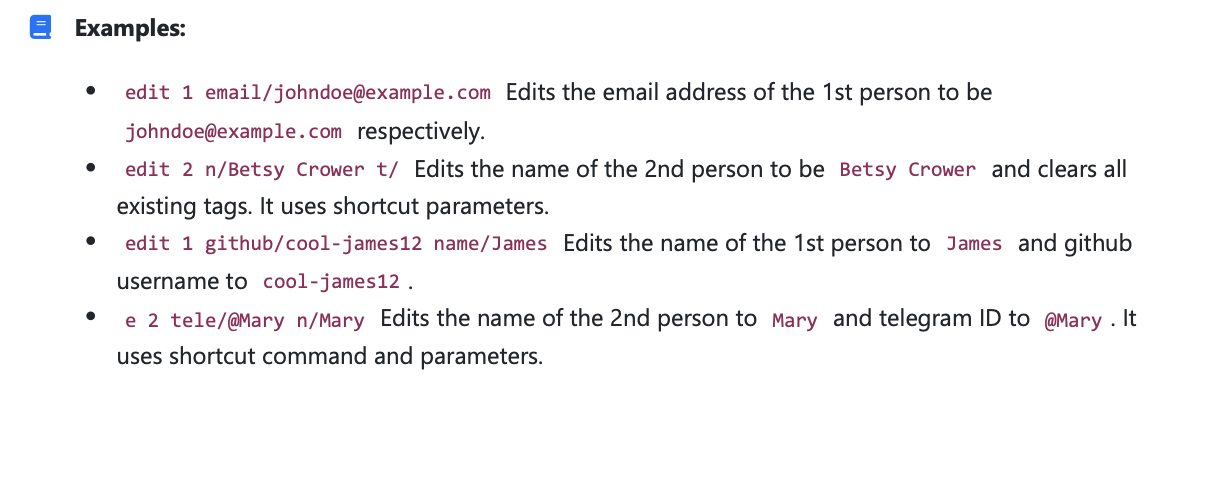 Examples:
• edit 1 email/johndoe@example.com Edits the email address of the 1st person to be
johndoe@example.com respectively.
• edit 2 n/Betsy Crower t/ Edits the name of the 2nd person to be Betsy Crower and clears all
existing tags. It uses shortcut parameters.
• edit 1 github/cool-james12 name/James Edits the name of the 1st person to James and github
username to cool-james12 .
• e 2 tele/@Mary n/Mary Edits the name of the 2nd person to Mary and telegram ID to @Mary . It
uses shortcut command and parameters.